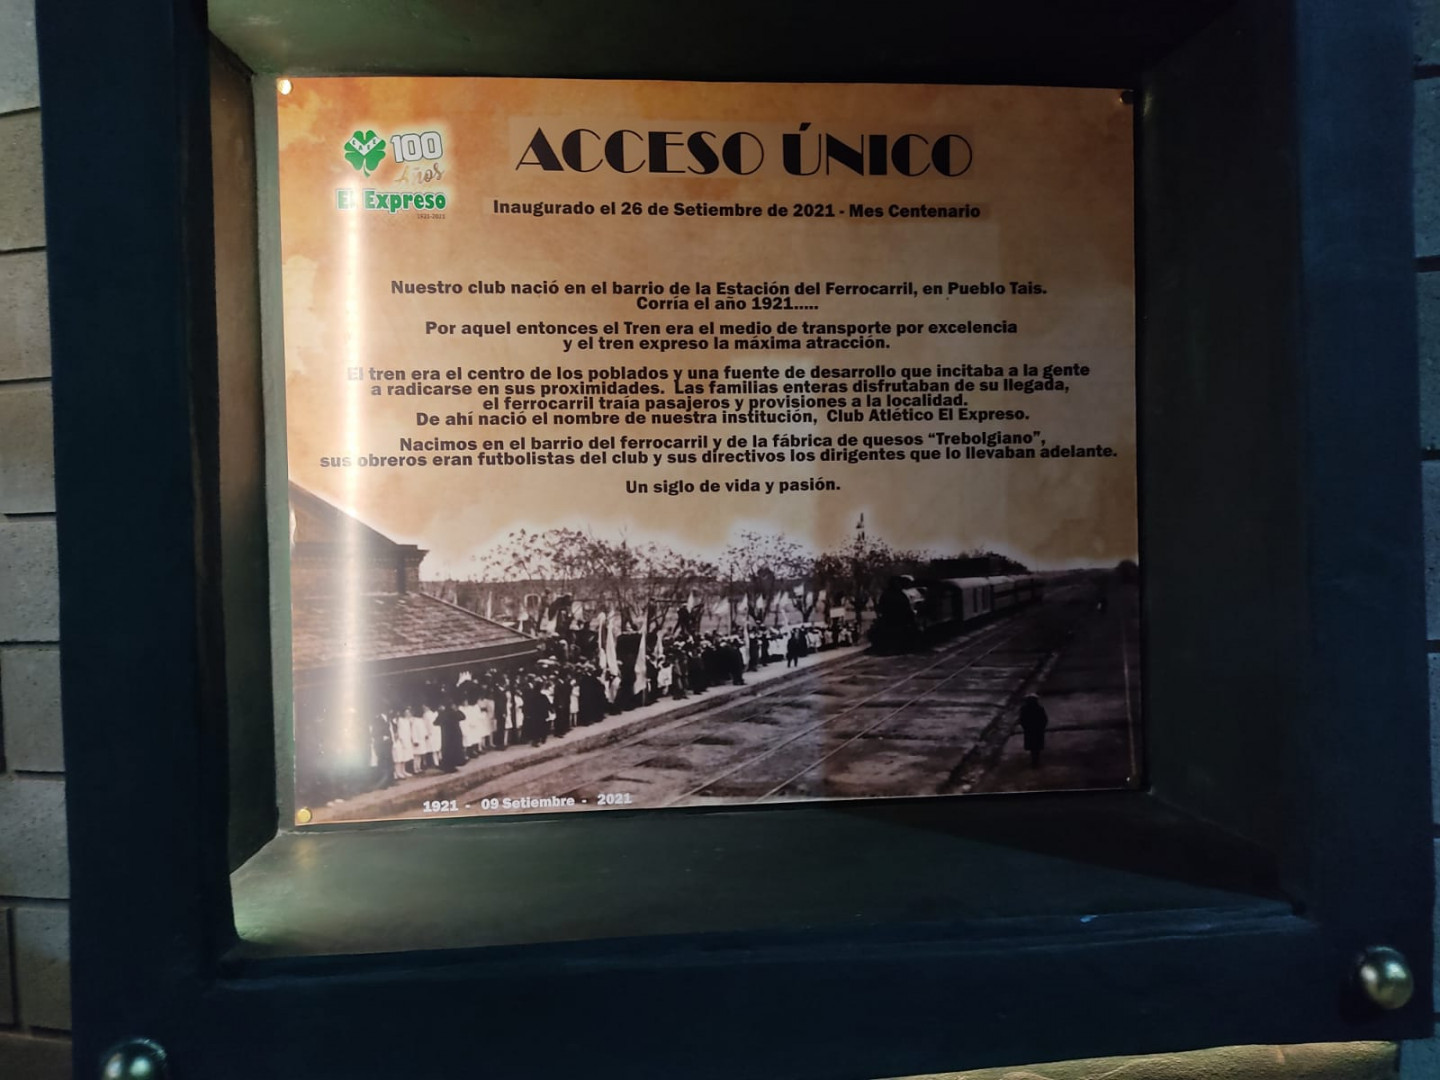 C A E E
100
Años
El Expreso
1921-2021
ACCESO ÚNICO
Inaugurado el 26 de Setiembre de 2021 - Mes Centenario
Nuestro club nació en el barrio de la Estación del Ferrocarril, en Pueblo Tais.
Corría el año 1921.....
Por aquel entonces el Tren era el medio de transporte por excelencia
y el tren expreso la máxima atracción.
El tren era el centro de los poblados y una fuente de desarrollo que incitaba a la gente
a radicarse en sus proximidades. Las familias enteras disfrutaban de su llegada,
el ferrocarril traía pasajeros y provisiones a la localidad.
De ahí nació el nombre de nuestra institución, Club Atlético El Expreso.
Nacimos en el barrio del ferrocarril y de la fábrica de quesos “Trebolgiano”,
sus obreros eran futbolistas del club y sus directivos los dirigentes que lo llevaban adelante.
Un siglo de vida y pasión.
1921 - 09 Setiembre - 2021